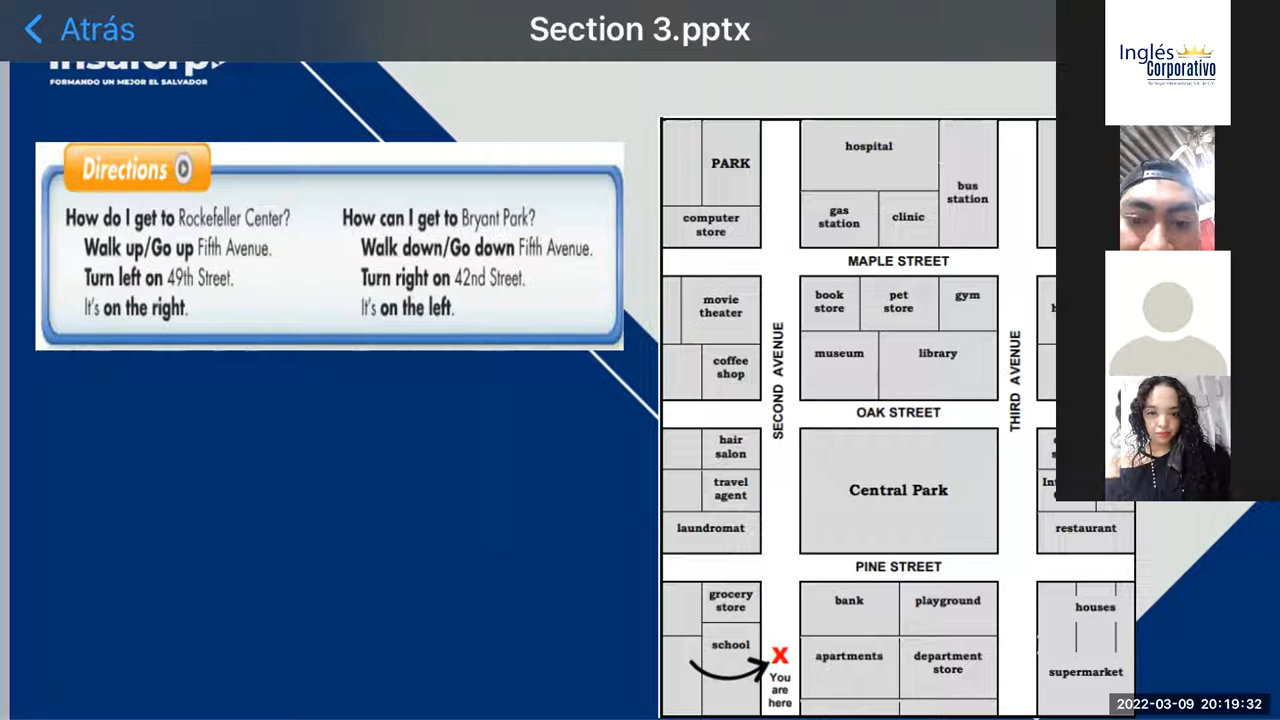 Atrás
Section 3.pptx
FORMANDO UN MEJOR EL SALVADOR
Inglés
Corporativo
Directions
How do I get to Rockefeller Center?
Walk up/Go up Fifth Avenue.
Turn left on 49th Street.
It's on the right.
How can I get to Bryant Park?
Walk down/Go down Fifth Avenue.
Turn right on 42nd Street.
It's on the left.
PARK
computer
store
hospital
gas
station
clinic
bus
station
MAPLE STREET
movie
theater
coffee
shop
book
store
pet
store
gym
museum
library
SECOND AVENUE
THIRD AVENUE
OAK STREET
hair
salon
travel
agent
laundromat
Central Park
restaurant
PINE STREET
grocery
store
school
bank
playground
apartments
department
store
houses
supermarket
X
You
are
here
2022-03-09 20:19:32